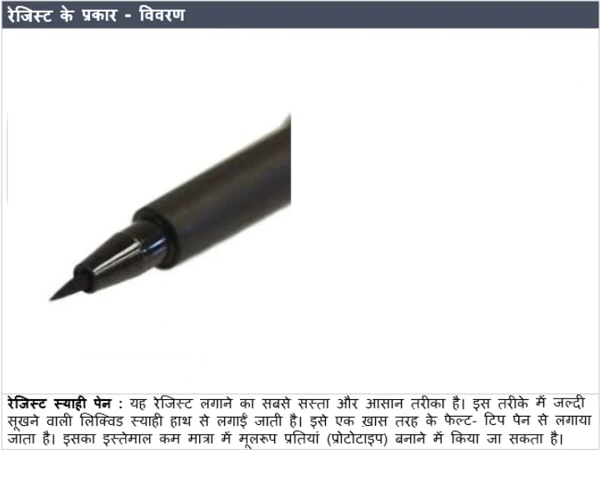 रेजिस्ट के प्रकार - विवरण
रेजिस्ट स्याही पेन : यह रेजिस्ट लगाने का सबसे सस्ता और आसान तरीका है। इस तरीके में जल्दी
सूखने वाली लिक्विड स्याही हाथ से लगाई जाती है। इसे एक ख़ास तरह के फेल्ट- टिप पेन से लगाया
जाता है। इसका इस्तेमाल कम मात्रा में मूलरूप प्रतियां (प्रोटोटाइप) बनाने में किया जा सकता है।